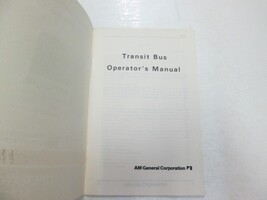 Transit Bus
Operator's Manual
AM General Corporation